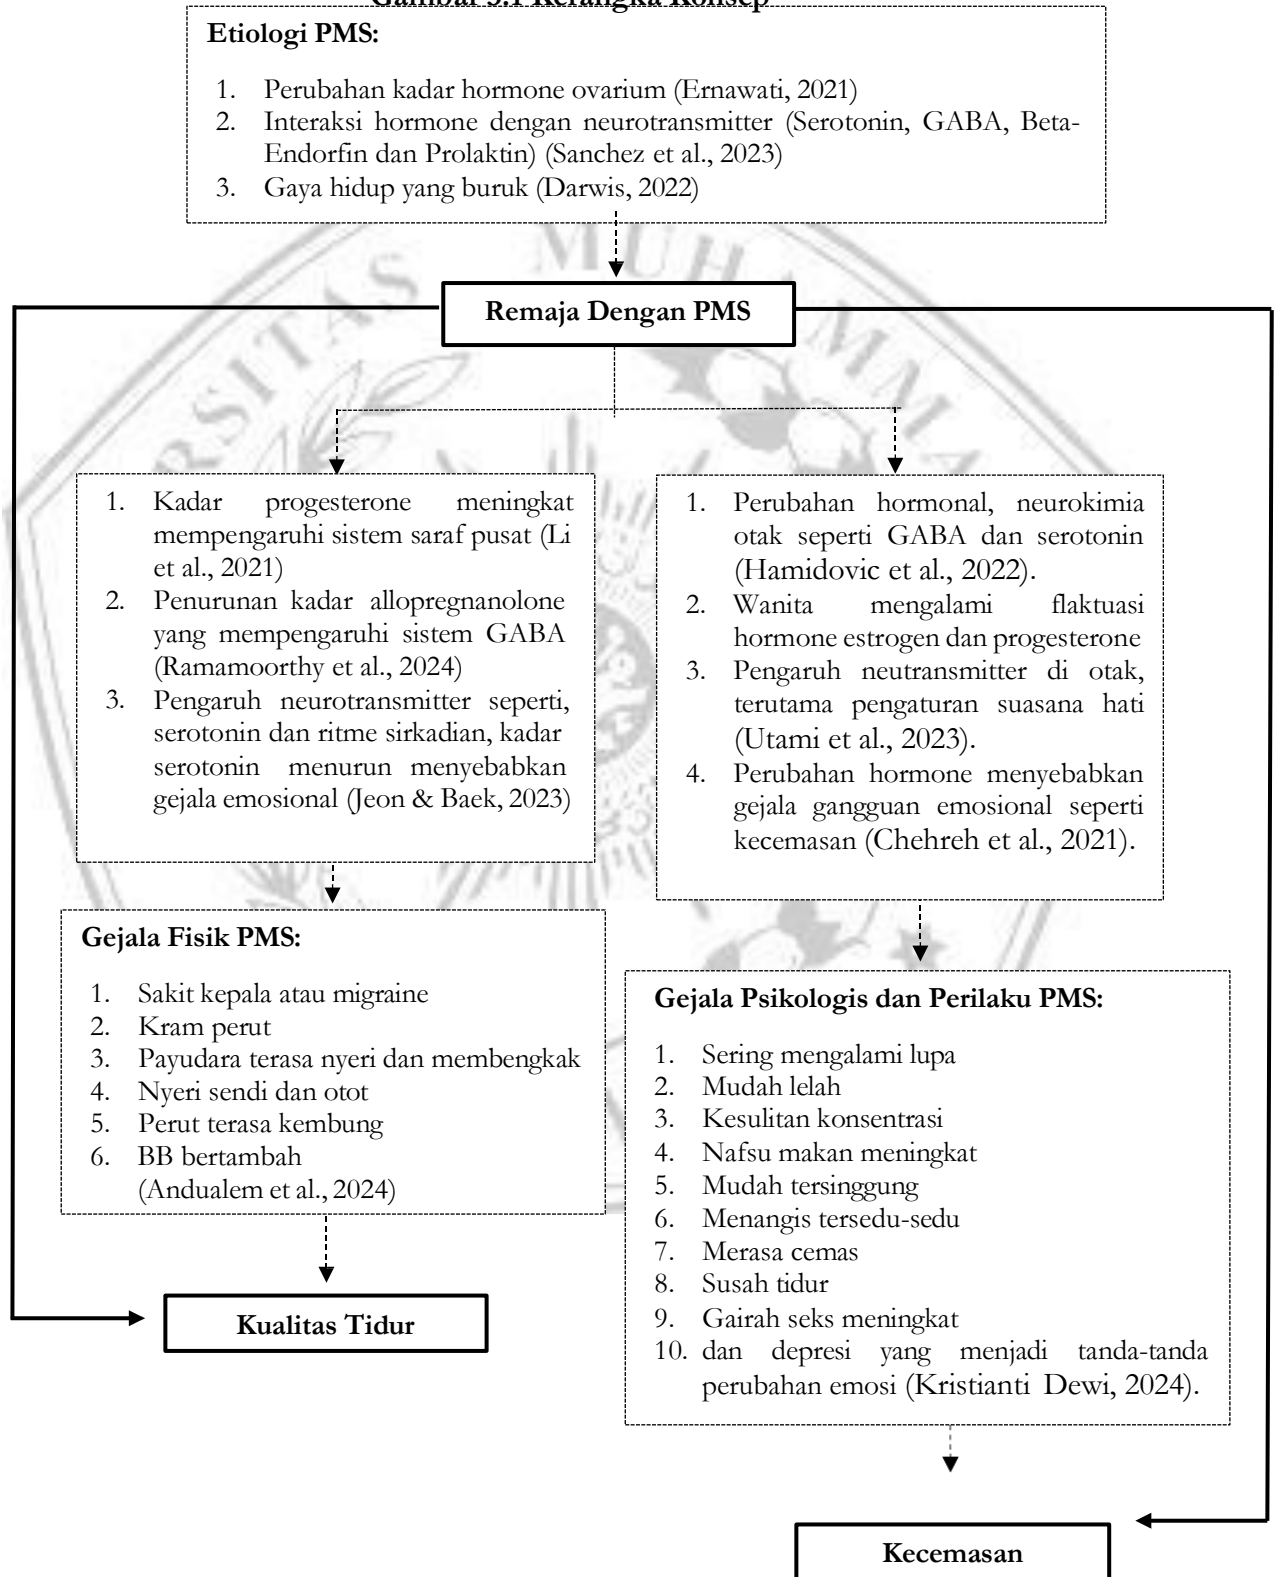 Gambar 3.1 Kerangka Konsep
Etiologi PMS:
1. Perubahan kadar hormone ovarium (Ernawati, 2021)
2. Interaksi hormone dengan neurotransmitter (Serotonin, GABA, Beta-
Endorfin dan Prolaktin) (Sanchez et al., 2023)
3. Gaya hidup yang buruk (Darwis, 2022)
Remaja Dengan PMS
1. Kadar progesterone meningkat
mempengaruhi sistem saraf pusat (Li
et al., 2021)
2. Penurunan kadar allopregnanolone
yang mempengaruhi sistem GABA
(Ramamoorthy et al., 2024)
3. Pengaruh neurotransmitter seperti,
serotonin dan ritme sirkadian, kadar
serotonin menurun menyebabkan
gejala emosional (Jeon & Baek, 2023)
1. Perubahan hormonal, neurokimia
otak seperti GABA dan serotonin
(Hamidovic et al., 2022).
2. Wanita mengalami flaktuasi
hormone estrogen dan progesterone
3. Pengaruh neutransmitter di otak,
terutama pengaturan suasana hati
(Utami et al., 2023).
4. Perubahan hormone menyebabkan
gejala gangguan emosional seperti
kecemasan (Chehreh et al., 2021).
Gejala Fisik PMS:
1. Sakit kepala atau migraine
2. Kram perut
3. Payudara terasa nyeri dan membengkak
4. Nyeri sendi dan otot
5. Perut terasa kembung
6. BB bertambah
(Andualem et al., 2024)
Gejala Psikologis dan Perilaku PMS:
1. Sering mengalami lupa
2. Mudah lelah
3. Kesulitan konsentrasi
4. Nafsu makan meningkat
5. Mudah tersinggung
6. Menangis tersedu-sedu
7. Merasa cemas
8. Susah tidur
9. Gairah seks meningkat
10. dan depresi yang menjadi tanda-tanda
perubahan emosi (Kristianti Dewi, 2024).
Kualitas Tidur
Kecemasan